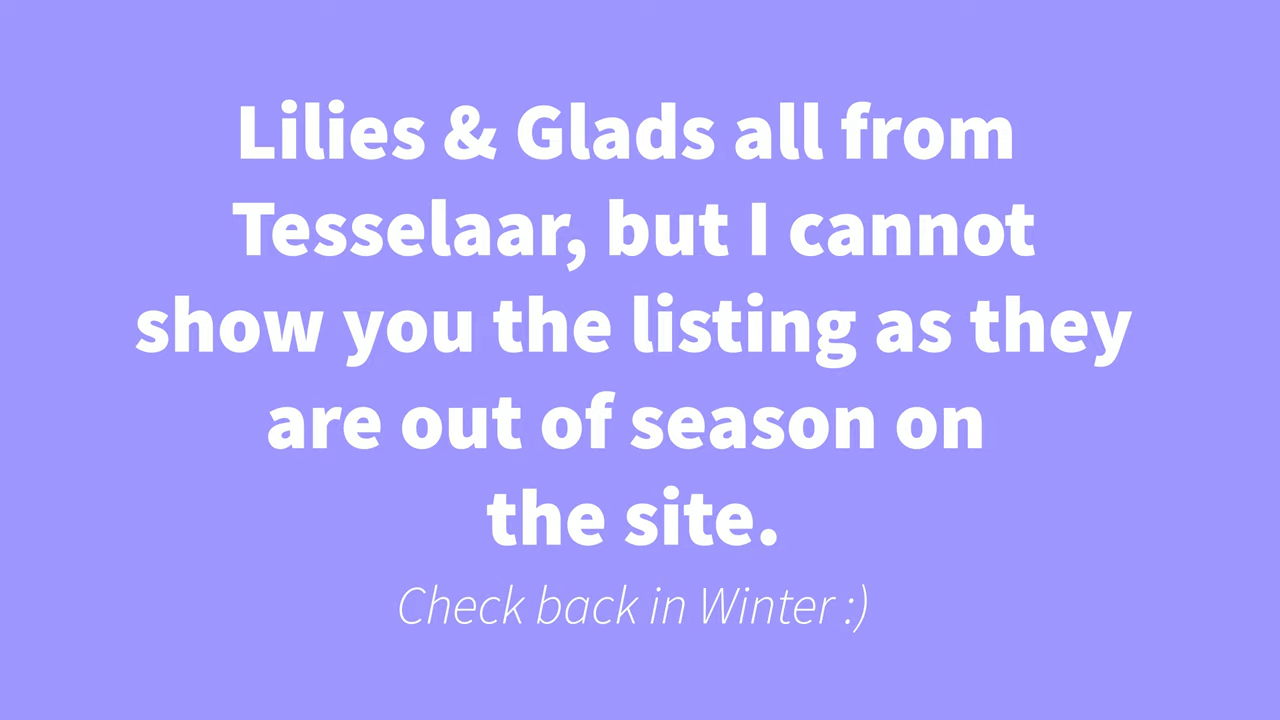 Lilies & Glads all from
Tesselaar, but I cannot
show you the listing as they
are out of season on
the site.
Check back in Winter :)